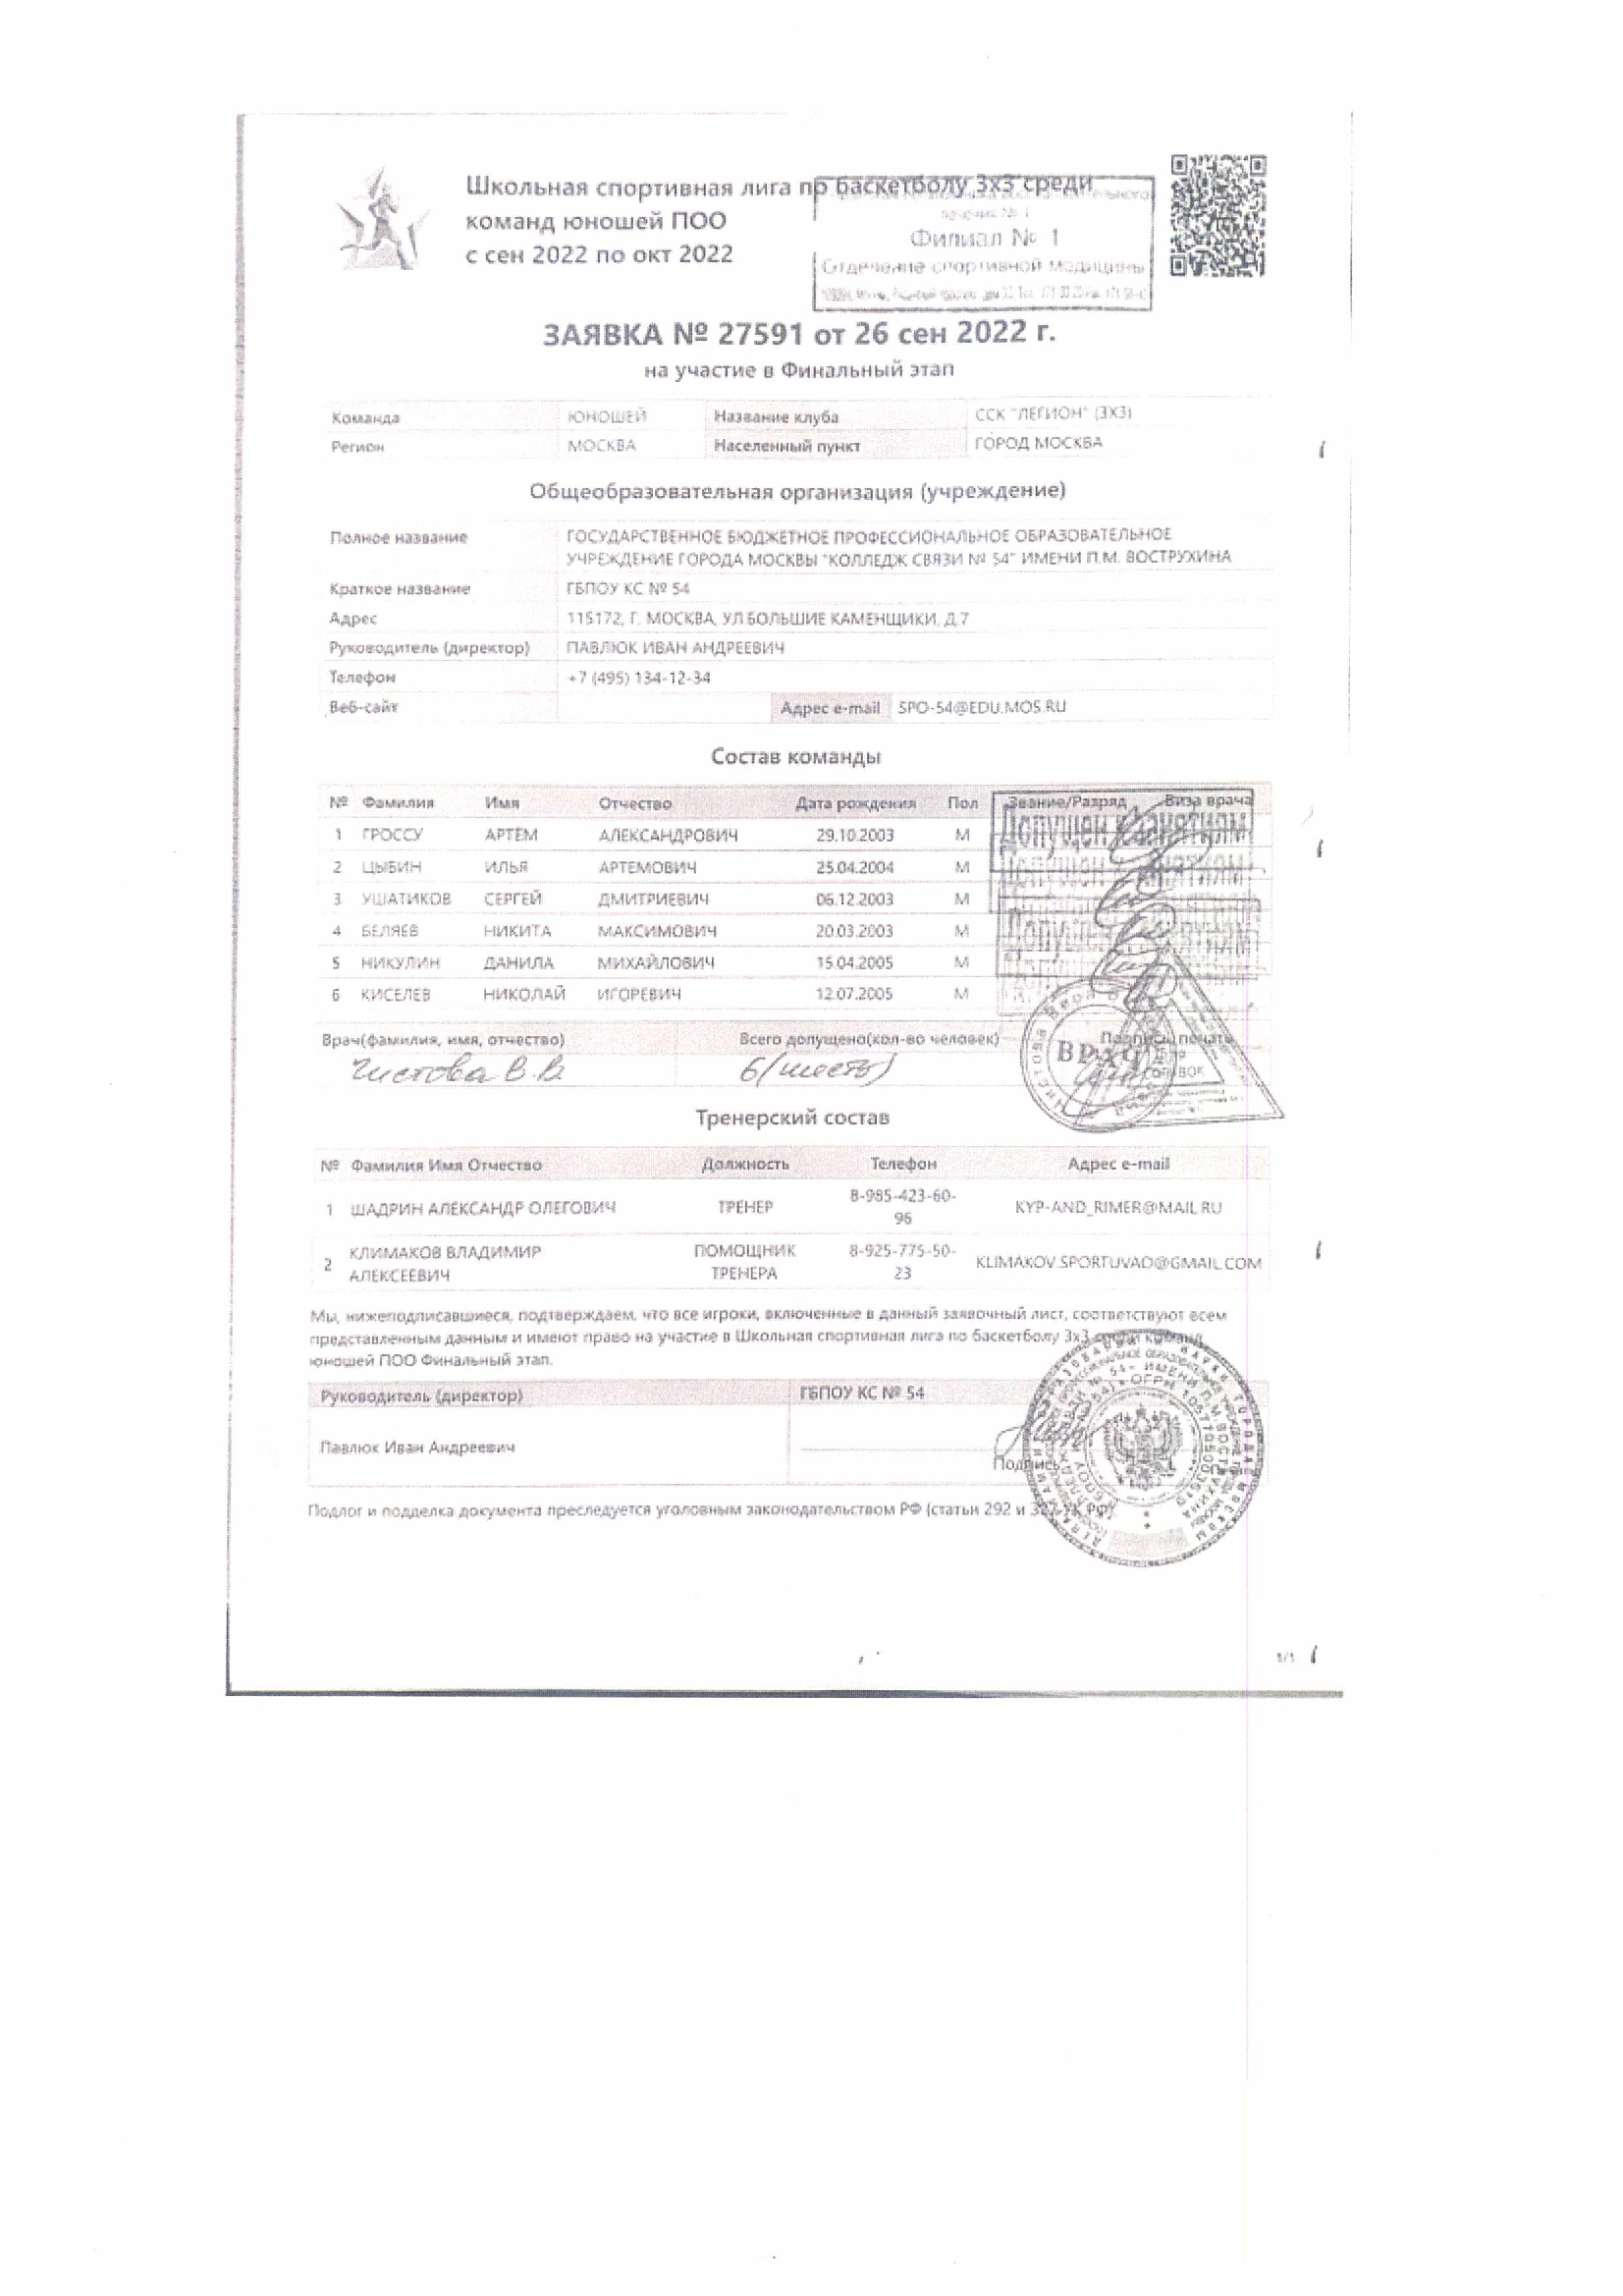 Школьная спортивная лига по баскетболу 3х3 среди
команд юношей ПОО
с сен 2022 по окт 2022
Филиал № 1
Отделение спортивной медицины
ЗАЯВКА № 27591 от 26 сен 2022 г.
на участие в Финальный этап
Команда ЮНОШЕЙ Название клуба ССК "ЛЕГИОН" (3Х3)
Регион МОСКВА Населенный пункт ГОРОД МОСКВА
Общеобразовательная организация (учреждение)
Полное название ГОСУДАРСТВЕННОЕ БЮДЖЕТНОЕ ПРОФЕССИОНАЛЬНОЕ ОБРАЗОВАТЕЛЬНОЕ
УЧРЕЖДЕНИЕ ГОРОДА МОСКВЫ "КОЛЛЕДЖ СВЯЗИ № 54" ИМЕНИ П.М. ВОСТРУХИНА
Краткое название ГБПОУ КС № 54
Адрес 115172, Г. МОСКВА, УЛ БОЛЬШИЕ КАМЕНЩИКИ, Д.7
Руководитель (директор) ПАВЛЮК ИВАН АНДРЕЕВИЧ
Телефон +7 (495) 134-12-34
Веб-сайт Адрес e-mail SPO-54@EDU.MOS.RU
Состав команды
№ Фамилия Имя Отчество Дата рождения Пол Звание/Разряд Виза врача
1 ГРОССУ АРТЁМ АЛЕКСАНДРОВИЧ 29.10.2003 М Допущен к занятиям
2 ЦЫБИН ИЛЬЯ АРТЕМОВИЧ 25.04.2004 М Допущен к занятиям
3 УШАТИКОВ СЕРГЕЙ ДМИТРИЕВИЧ 06.12.2003 М
4 БЕЛЯЕВ НИКИТА МАКСИМОВИЧ 20.03.2003 М Допущен к занятиям
5 НИКУЛИН ДАНИЛА МИХАЙЛОВИЧ 15.04.2005 М
6 КИСЕЛЕВ НИКОЛАЙ ИГОРЕВИЧ 12.07.2005 М
Врач(фамилия, имя, отчество) Всего допущено(кол-во человек) Подпись, печать
Чистова В.В. 6(шесть) ВРАЧ
Тренерский состав
№ Фамилия Имя Отчество Должность Телефон Адрес e-mail
1 ШАДРИН АЛЕКСАНДР ОЛЕГОВИЧ ТРЕНЕР 8-985-423-60-
96 KYP-AND_RIMER@MAIL.RU
2 КЛИМАКОВ ВЛАДИМИР
АЛЕКСЕЕВИЧ ПОМОЩНИК
ТРЕНЕРА 8-925-775-50-
23 KLIMAKOV.SPORTUVAO@GMAIL.COM
Мы, нижеподписавшиеся, подтверждаем, что все игроки, включенные в данный заявочный лист, соответствуют всем
представленным данным и имеют право на участие в Школьная спортивная лига по баскетболу 3х3 среди команд
юношей ПОО Финальный этап.
Руководитель (директор) ГБПОУ КС № 54
Павлюк Иван Андреевич
Подпись
Подлог и подделка документа преследуется уголовным законодательством РФ (статьи 292 и 327 УК РФ)
1/1